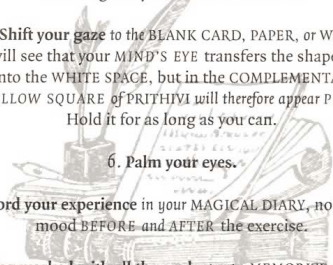 Shift your gaze to the BLANK CARD, PAPER, or W
will see that your MIND'S EYE transfers the shape
nto the WHITE SPACE, but in the COMPLEMENTA
LLOW SQUARE of PRITHIVI will therefore appear P
Hold it for as long as you can.
6. Palm your eyes.
ord your experience in your MAGICAL DIARY, no
mood BEFORE and AFTER the exercise.